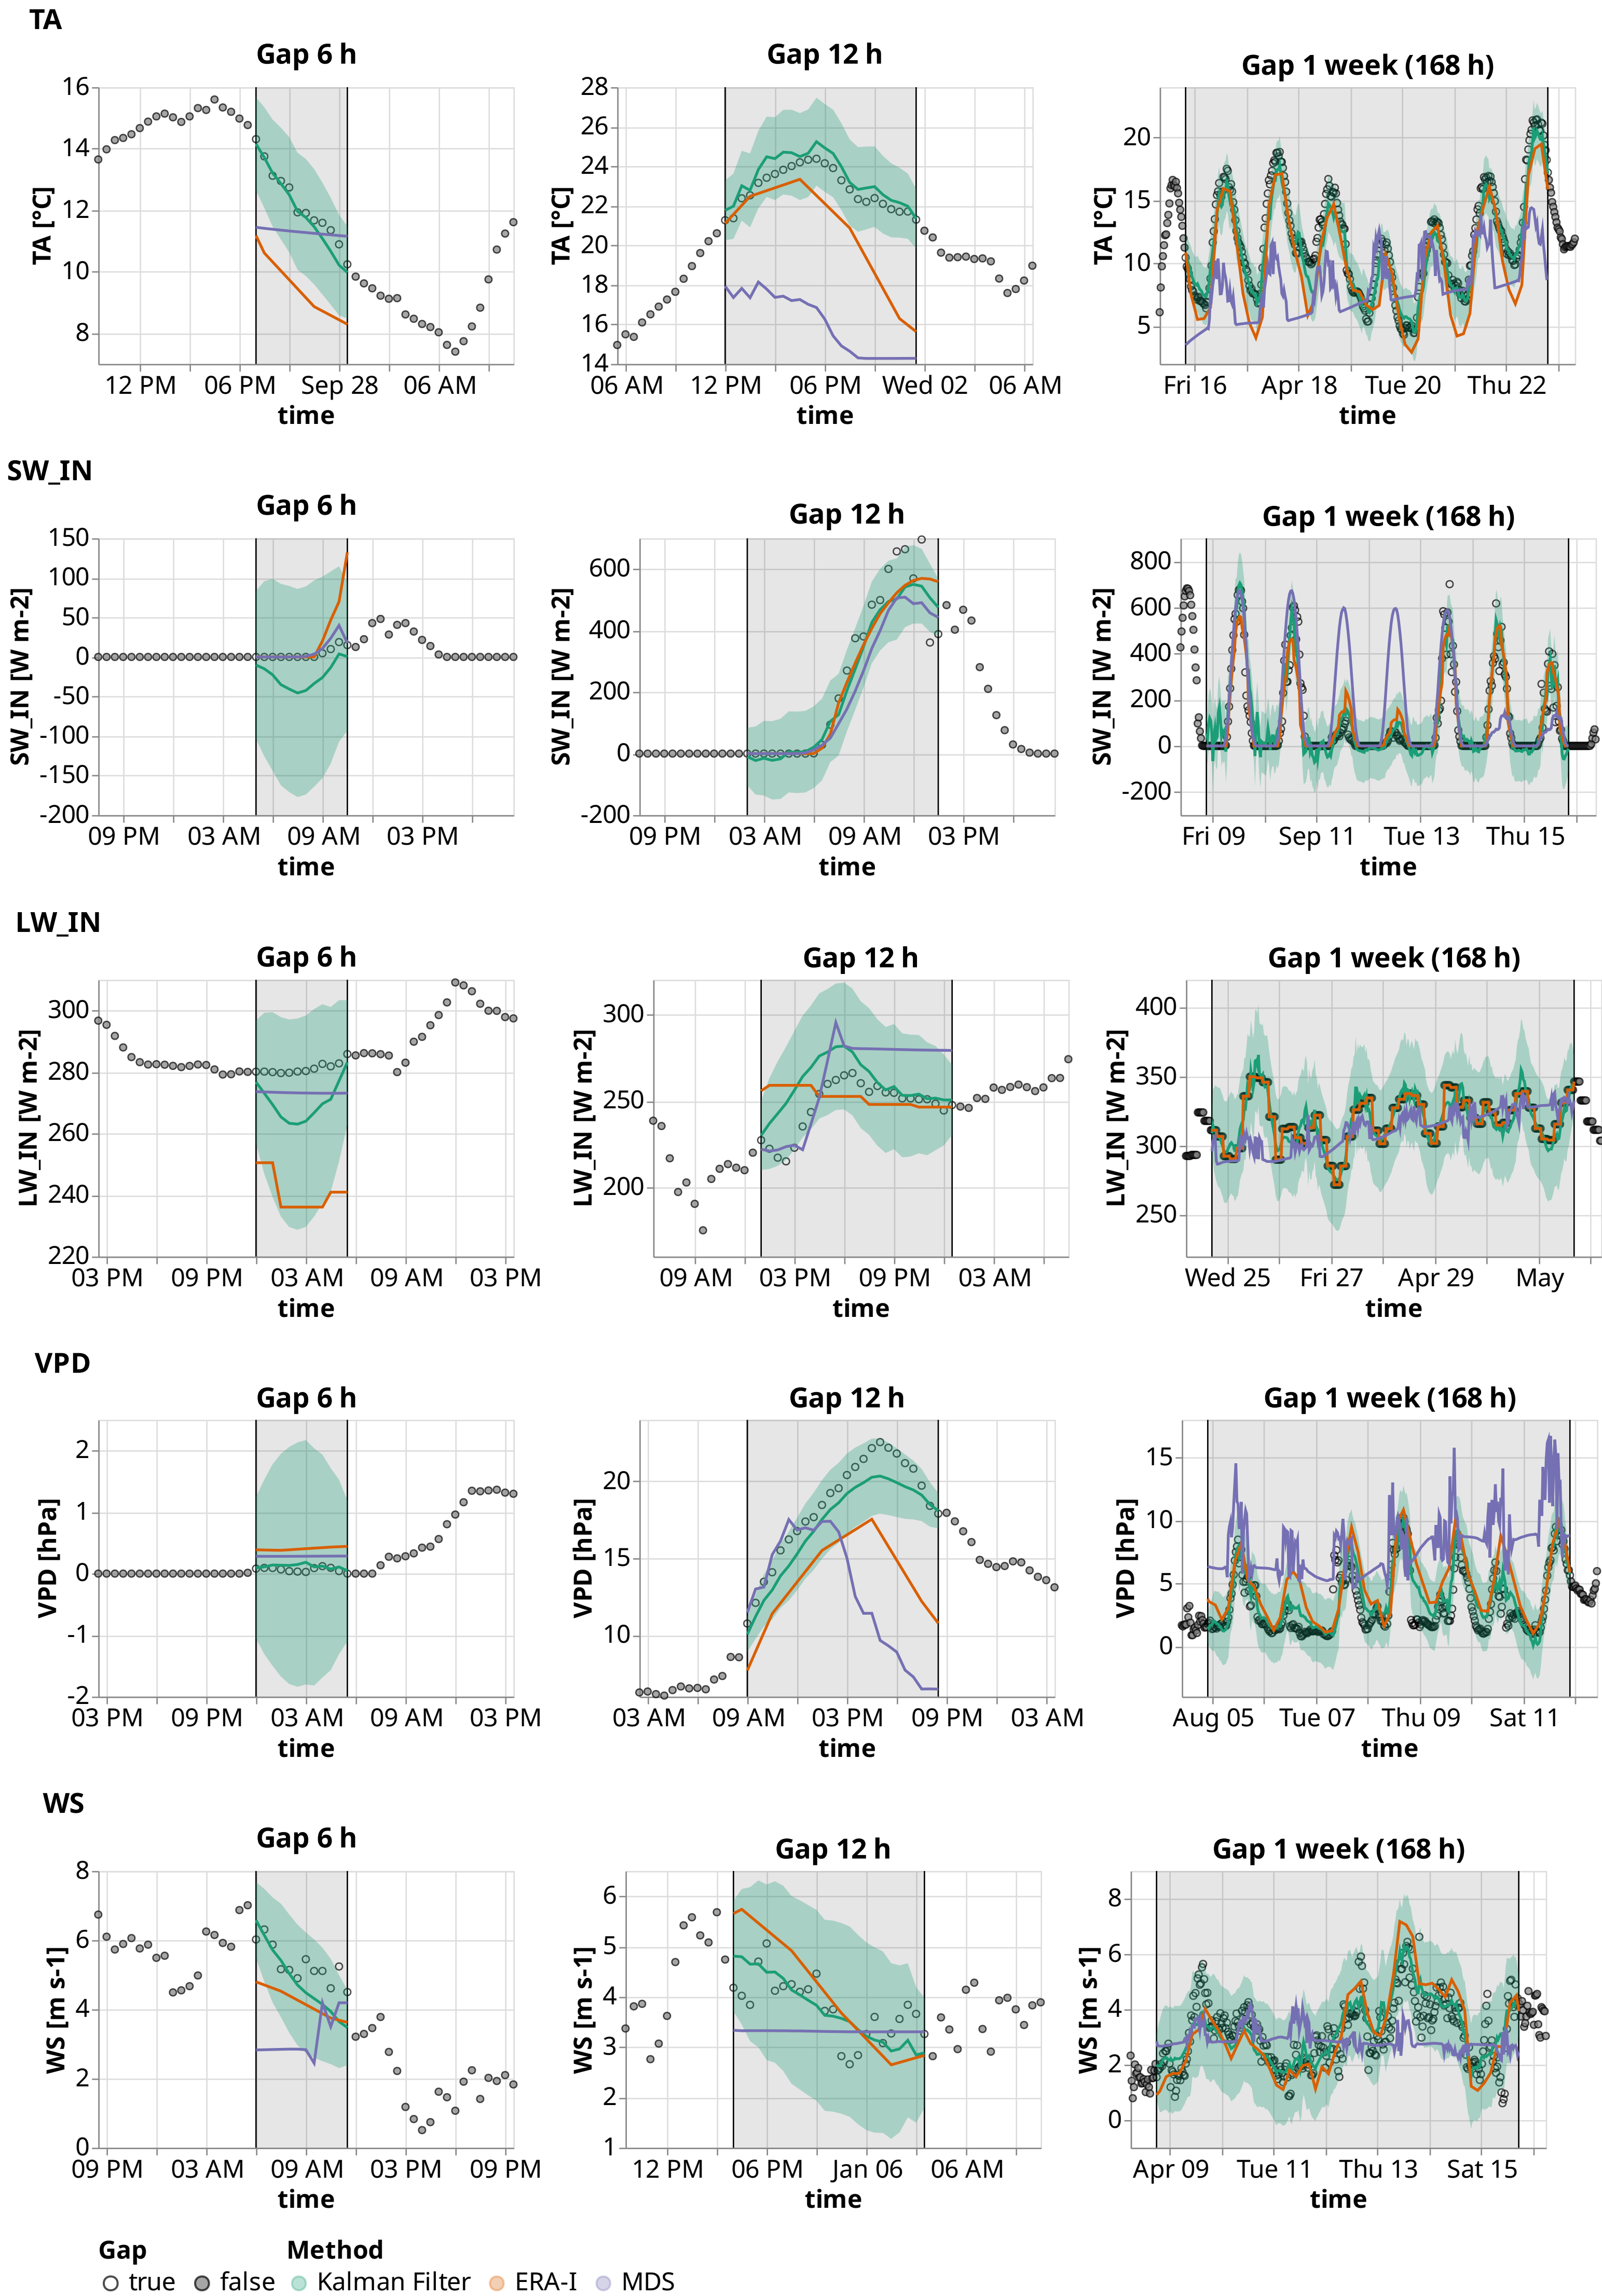 TA
Gap 6 h
Gap 12 h
Gap 1 week (168 h)
TA [°C]
16
14
12
10
8
12 PM 06 PM Sep 28 06 AM
time
TA [°C]
28
26
24
22
20
18
16
14
06 AM 12 PM 06 PM Wed 02 06 AM
time
TA [°C]
20
15
10
5
Fri 16 Apr 18 Tue 20 Thu 22
time
SW_IN
Gap 6 h
Gap 12 h
Gap 1 week (168 h)
SW_IN [W m-2]
150
100
50
0
-50
-100
-150
-200
09 PM 03 AM 09 AM 03 PM
time
SW_IN [W m-2]
600
400
200
0
-200
09 PM 03 AM 09 AM 03 PM
time
SW_IN [W m-2]
800
600
400
200
0
-200
Fri 09 Sep 11 Tue 13 Thu 15
time
LW_IN
Gap 6 h
Gap 12 h
Gap 1 week (168 h)
LW_IN [W m-2]
300
280
260
240
220
03 PM 09 PM 03 AM 09 AM 03 PM
time
LW_IN [W m-2]
300
250
200
09 AM 03 PM 09 PM 03 AM
time
LW_IN [W m-2]
400
350
300
250
Wed 25 Fri 27 Apr 29 May
time
VPD
Gap 6 h
Gap 12 h
Gap 1 week (168 h)
VPD [hPa]
2
1
0
-1
-2
03 PM 09 PM 03 AM 09 AM 03 PM
time
VPD [hPa]
20
15
10
03 AM 09 AM 03 PM 09 PM 03 AM
time
VPD [hPa]
15
10
5
0
Aug 05 Tue 07 Thu 09 Sat 11
time
WS
Gap 6 h
Gap 12 h
Gap 1 week (168 h)
WS [m s-1]
8
6
4
2
0
09 PM 03 AM 09 AM 03 PM 09 PM
time
WS [m s-1]
6
5
4
3
2
1
12 PM 06 PM Jan 06 06 AM
time
WS [m s-1]
8
6
4
2
0
Apr 09 Tue 11 Thu 13 Sat 15
time
Gap Method
true false Kalman Filter ERA-I MDS